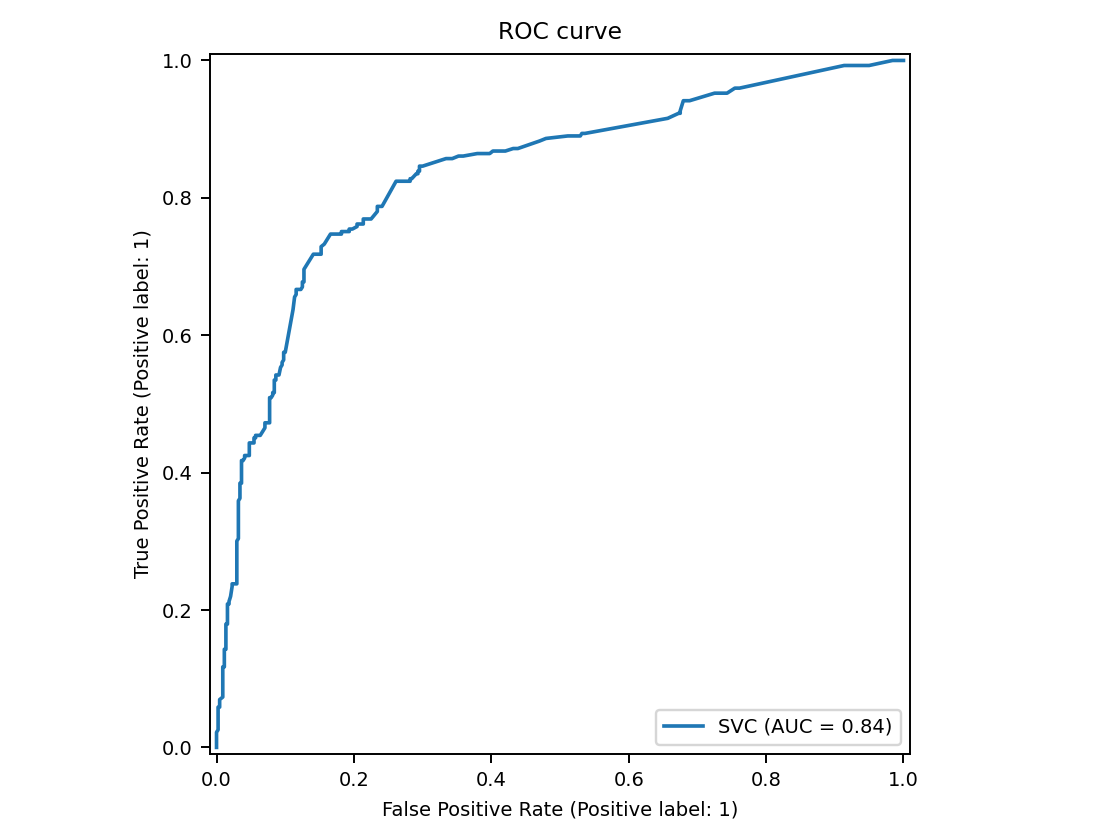 ROC curve
True Positive Rate (Positive label: 1)
1.0
0.8
0.6
0.4
0.2
0.0
SVC (AUC = 0.84)
0.0 0.2 0.4 0.6 0.8 1.0
False Positive Rate (Positive label: 1)